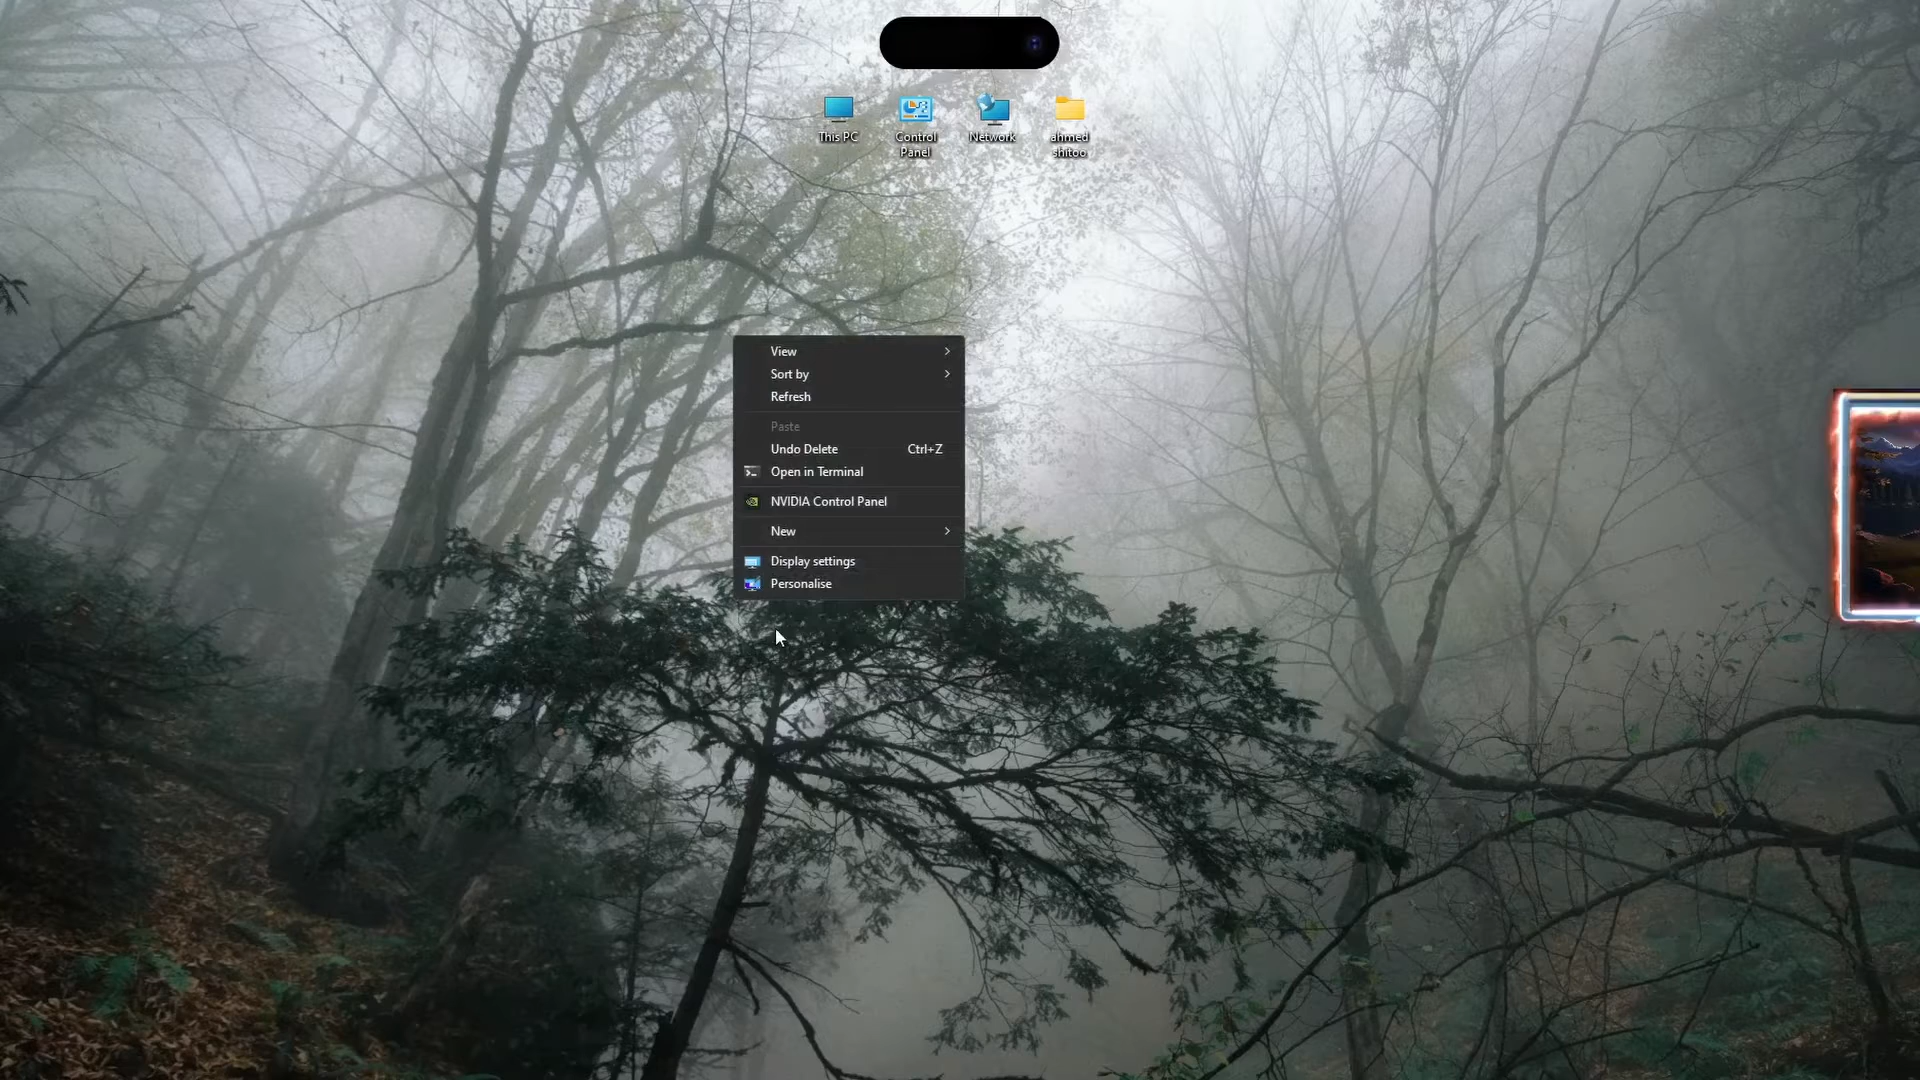 This PC
Control
Panel
Network
ahmed
shitoo
View
Sort by
Refresh
Paste
Undo Delete Ctrl+Z
Open in Terminal
NVIDIA Control Panel
New
Display settings
Personalise